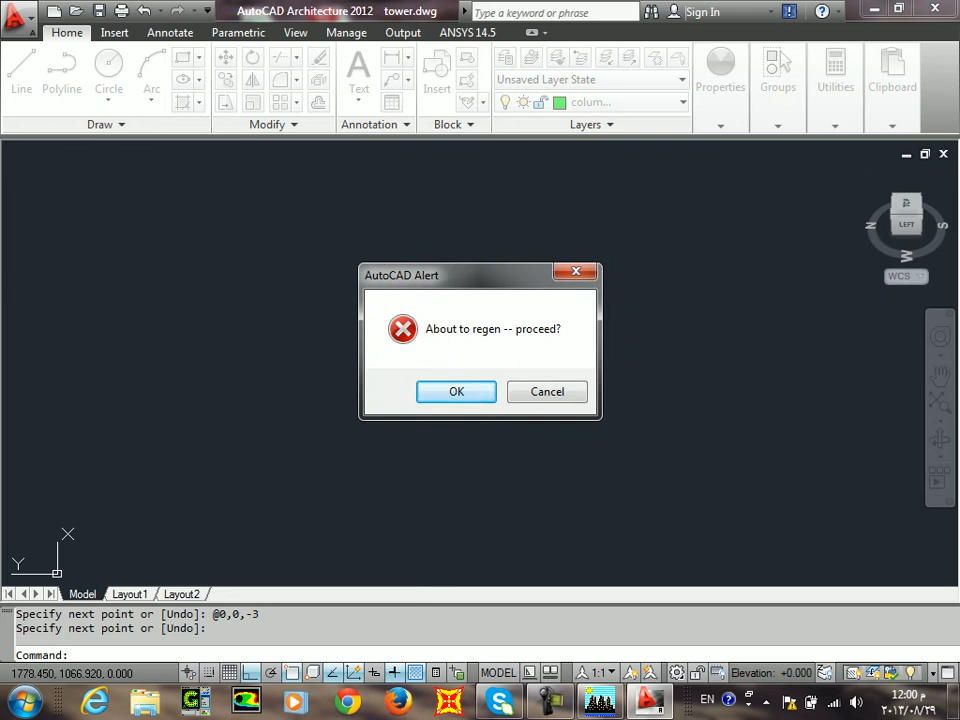 AutoCAD Architecture 2012 tower.dwg
Type a keyword or phrase
Sign In
Home Insert Annotate Parametric View Manage Output ANSYS 14.5
Line Polyline Circle Arc
Text
Insert
Unsaved Layer State
colum...
Properties Groups Utilities Clipboard
Draw Modify Annotation Block Layers
LEFT
N
S
W
WCS
AutoCAD Alert
About to regen -- proceed?
OK Cancel
X
Y
Model Layout1 Layout2
Specify next point or [Undo]: @0,0,-3
Specify next point or [Undo]:
Command:
1778.450, 1066.920, 0.000
MODEL
1:1
Elevation: +0.000
EN
12:00 م
٢٠١٣/٠٨/٢٩